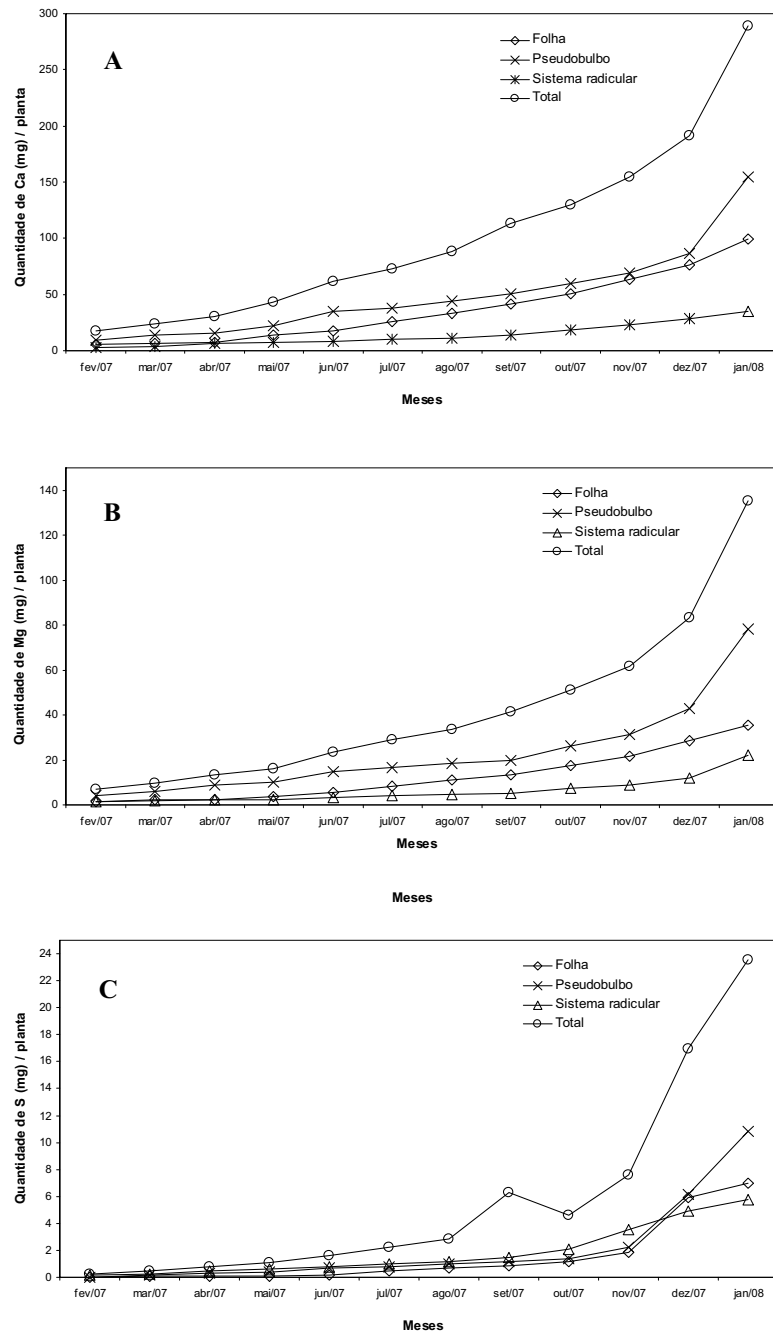 300
250
200
150
100
50
0
A
Folha
Pseudobulbo
Sistema radicular
Total
Quantidade de Ca (mg) / planta
fev/07 mar/07 abr/07 mai/07 jun/07 jul/07 ago/07 set/07 out/07 nov/07 dez/07 jan/08
Meses
140
120
100
80
60
40
20
0
B
Folha
Pseudobulbo
Sistema radicular
Total
Quantidade de Mg (mg) / planta
fev/07 mar/07 abr/07 mai/07 jun/07 jul/07 ago/07 set/07 out/07 nov/07 dez/07 jan/08
Meses
Meses
24
22
20
18
16
14
12
10
8
6
4
2
0
C
Folha
Pseudobulbo
Sistema radicular
Total
Quantidade de S (mg) / planta
fev/07 mar/07 abr/07 mai/07 jun/07 jul/07 ago/07 set/07 out/07 nov/07 dez/07 jan/08
Meses